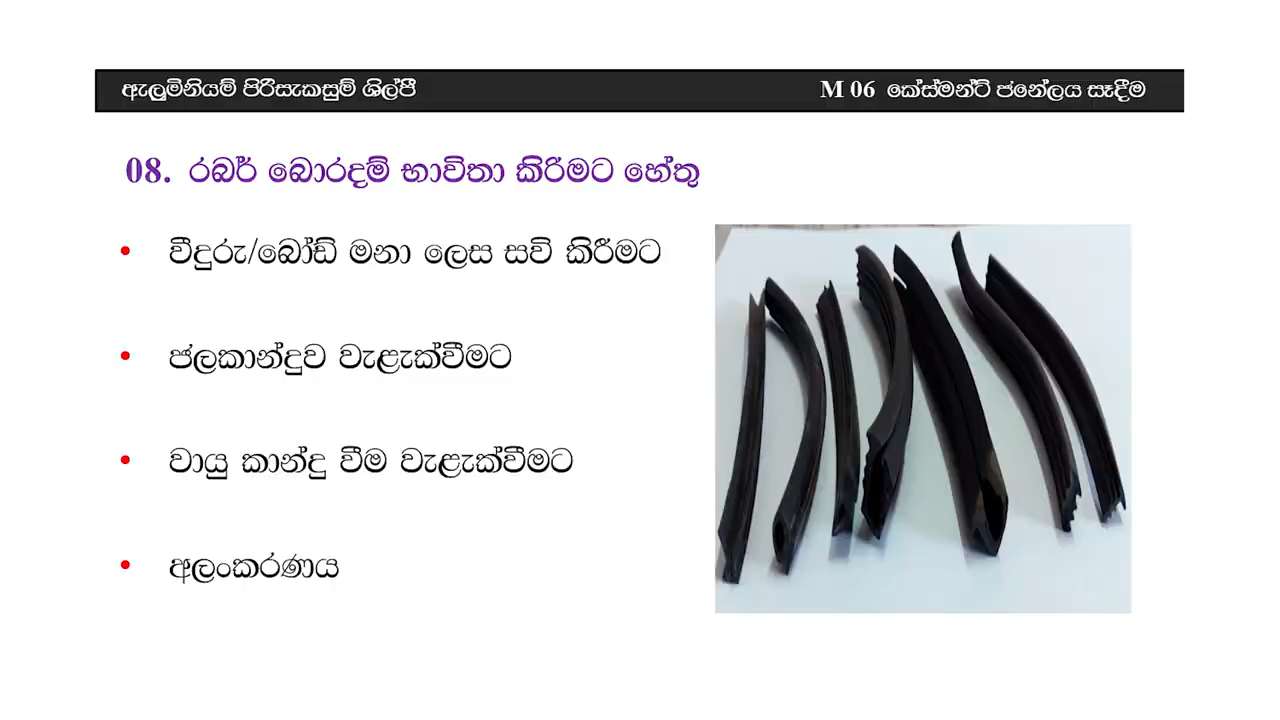 ඇලුමිනියම් පිරිසැකසුම් ශිල්පී
M 06 කේස්මන්ට් ජනේලය සෑදීම
08. රබර් බොරදම් භාවිතා කිරිමට හේතු
• වීදුරු/බෝඩ් මනා ලෙස සවි කිරීමට
• ජලකාන්දුව වැළැක්වීමට
• වායු කාන්දු වීම වැළැක්වීමට
• අලංකරණය